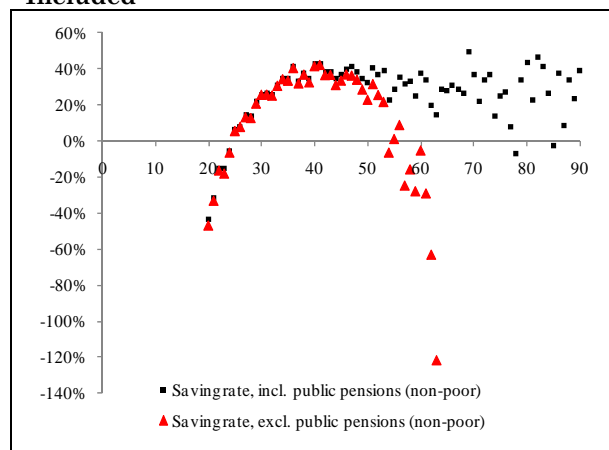 Included
60%
40%
20%
0%
0 10 20 30 40 50 60 70 80 90
-20%
-40%
-60%
-80%
-100%
-120%
-140%
Saving rate, incl. public pensions (non-poor)
Saving rate, excl. public pensions (non-poor)